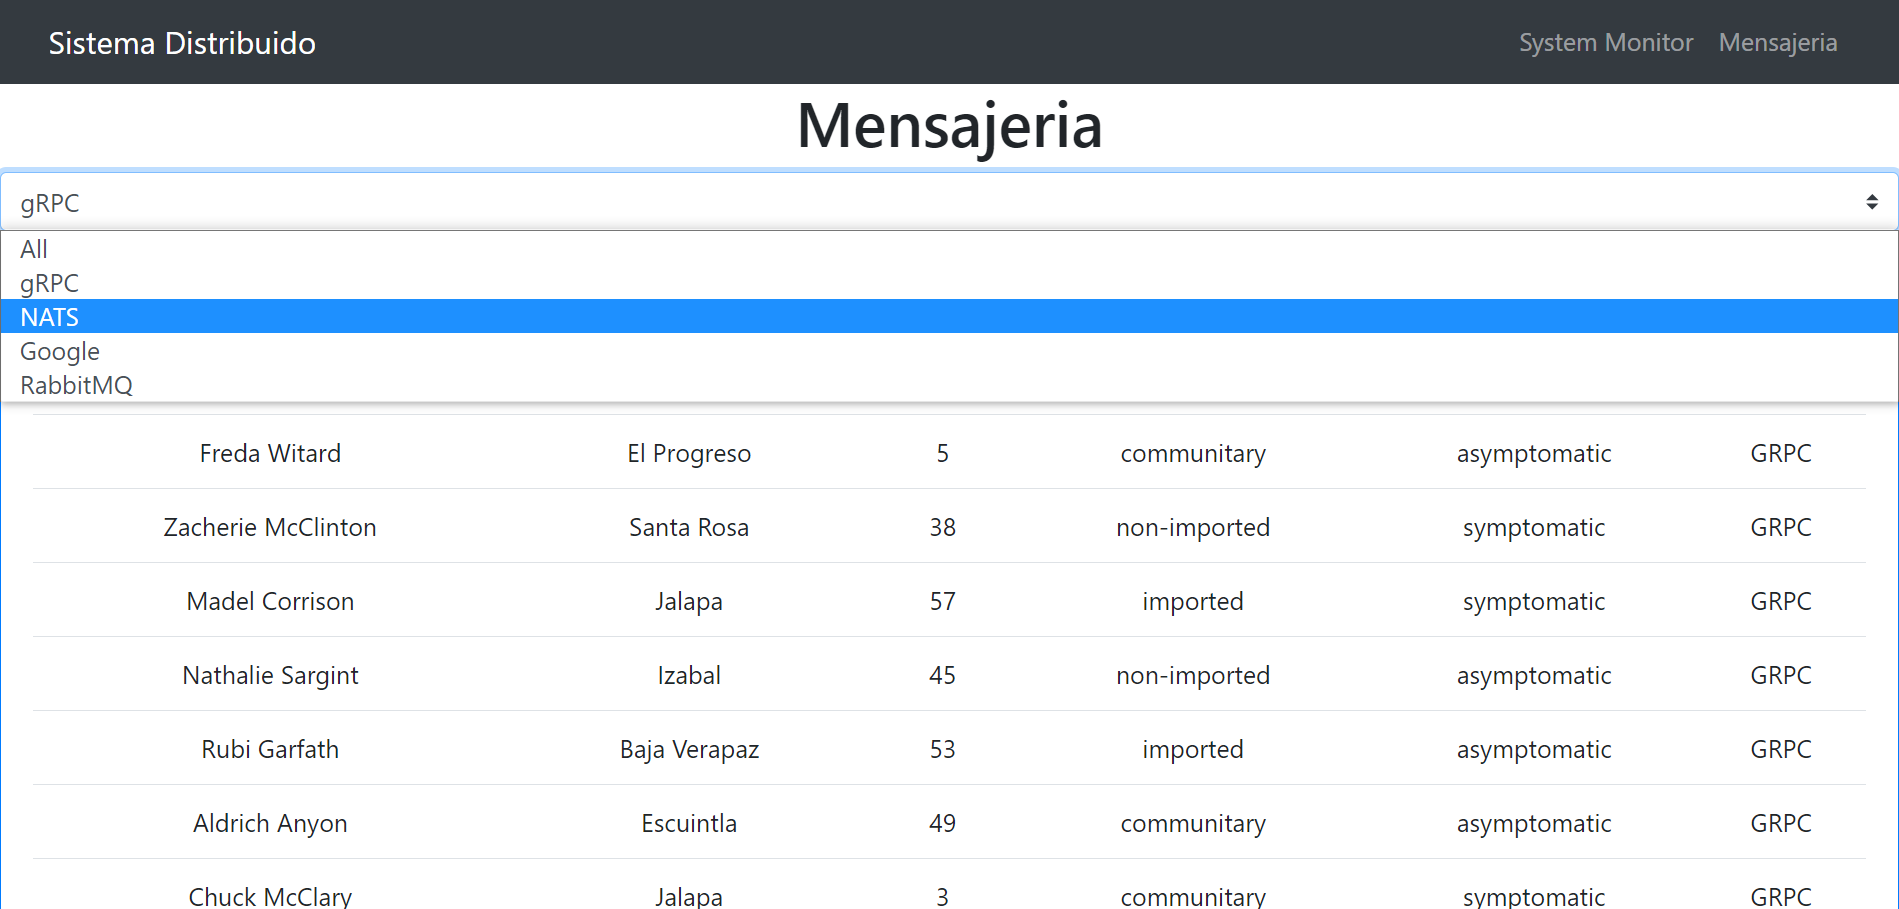 Sistema Distribuido System Monitor Mensajeria
Mensajeria
gRPC
All
gRPC
NATS
Google
RabbitMQ
Freda Witard El Progreso 5 communitary asymptomatic GRPC
Zacherie McClinton Santa Rosa 38 non-imported symptomatic GRPC
Madel Corrison Jalapa 57 imported symptomatic GRPC
Nathalie Sargint Izabal 45 non-imported asymptomatic GRPC
Rubi Garfath Baja Verapaz 53 imported asymptomatic GRPC
Aldrich Anyon Escuintla 49 communitary asymptomatic GRPC
Chuck McClary Jalapa 3 communitary symptomatic GRPC